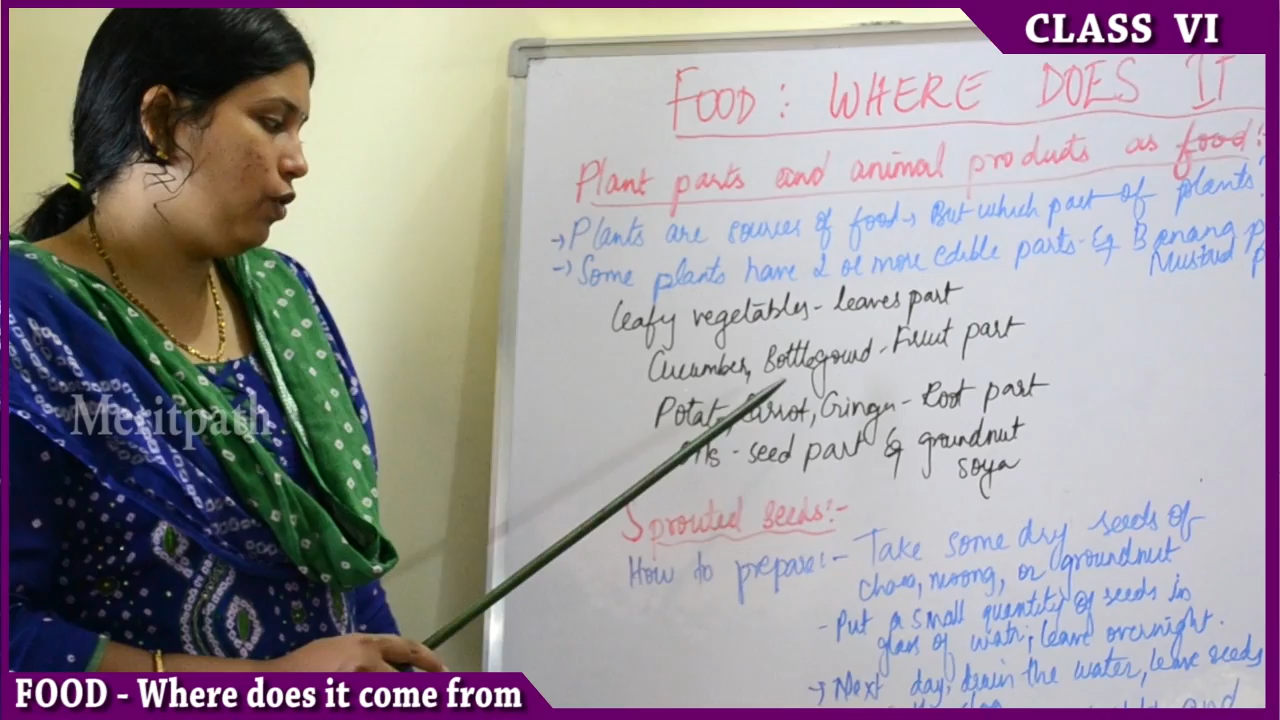 CLASS VI
FOOD : WHERE DOES IT
Plant parts and animal products as food :-
→ Plants are sources of food, But which part of plants?
→ Some plants have 2 or more edible parts - Eg Banana p
Mustard p
Leafy vegetables - leaves part
Cucumber, Bottlegourd - Fruit part
Carrot, Ginger - Root part
- seed part Eg groundnut
soya
Sprouted seeds:-
How to prepare:- Take some dry seeds of
moong, or groundnut
- Put a small quantity of seeds in
glass of water, leave overnight.
→ Next day, drain the water, leave seeds
and
Meritpath
FOOD - Where does it come from